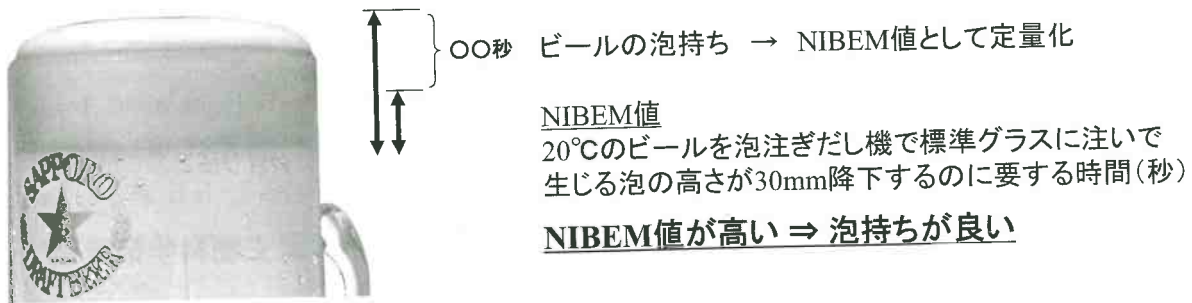 〇〇秒 ビールの泡持ち → NIBEM値として定量化
NIBEM値
20℃のビールを泡注ぎだし機で標準グラスに注いで
生じる泡の高さが30mm降下するのに要する時間(秒)
NIBEM値が高い ⇒ 泡持ちが良い
SAPPORO
DRAFT BEER